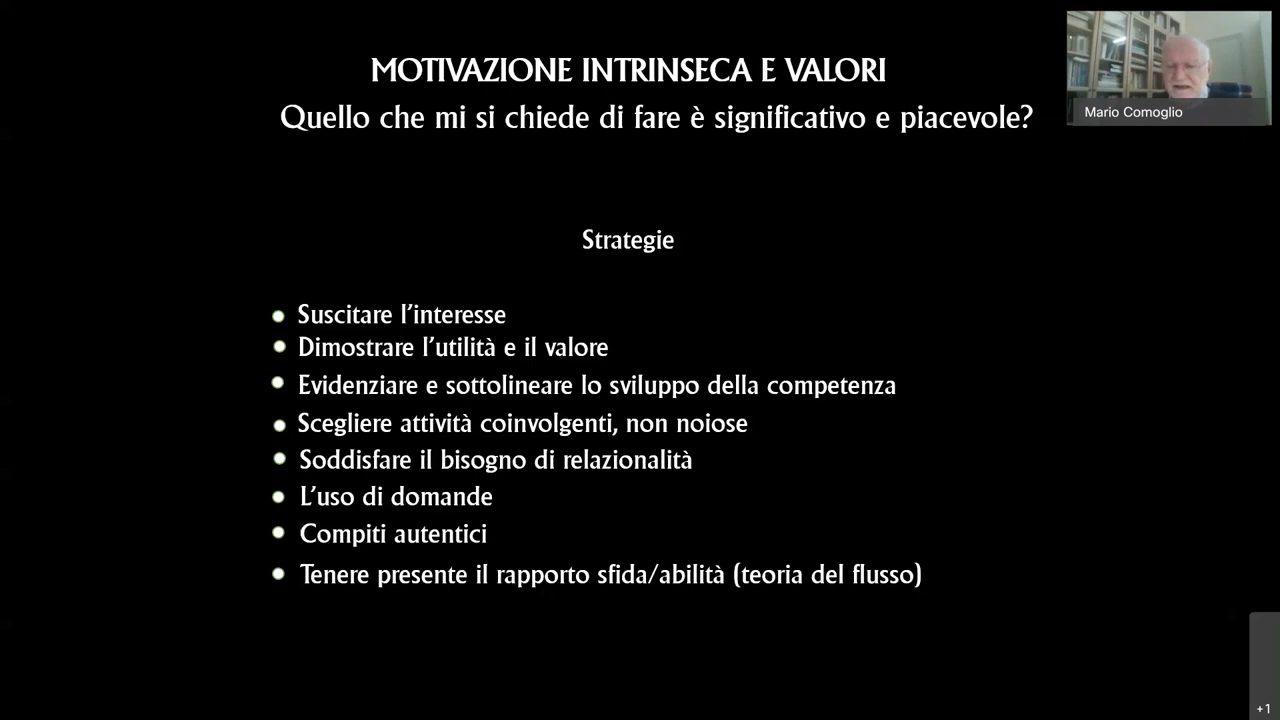 MOTIVAZIONE INTRINSECA E VALORI
Quello che mi si chiede di fare è significativo e piacevole?
Mario Comoglio
Strategie
Suscitare l'interesse
Dimostrare l'utilità e il valore
Evidenziare e sottolineare lo sviluppo della competenza
Scegliere attività coinvolgenti, non noiose
Soddisfare il bisogno di relazionalità
L'uso di domande
Compiti autentici
Tenere presente il rapporto sfida/abilità (teoria del flusso)
+1